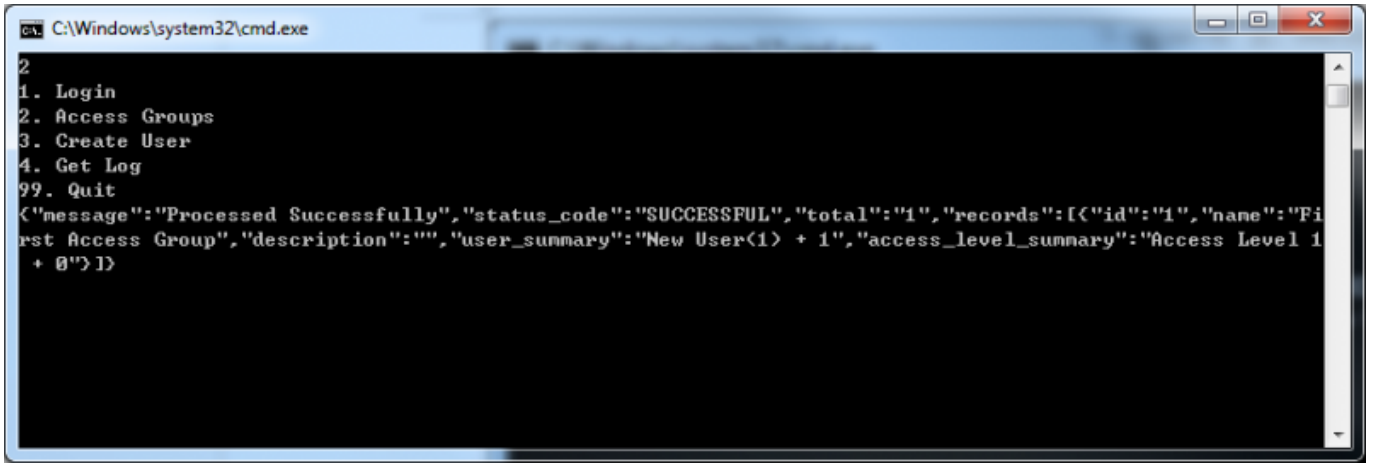 C:\Windows\system32\cmd.exe
2
1. Login
2. Access Groups
3. Create User
4. Get Log
99. Quit
{"message":"Processed Successfully","status_code":"SUCCESSFUL","total":"1","records":[{"id":"1","name":"Fi
rst Access Group","description":"","user_summary":"New User(1) + 1","access_level_summary":"Access Level 1
 + 0"}]}